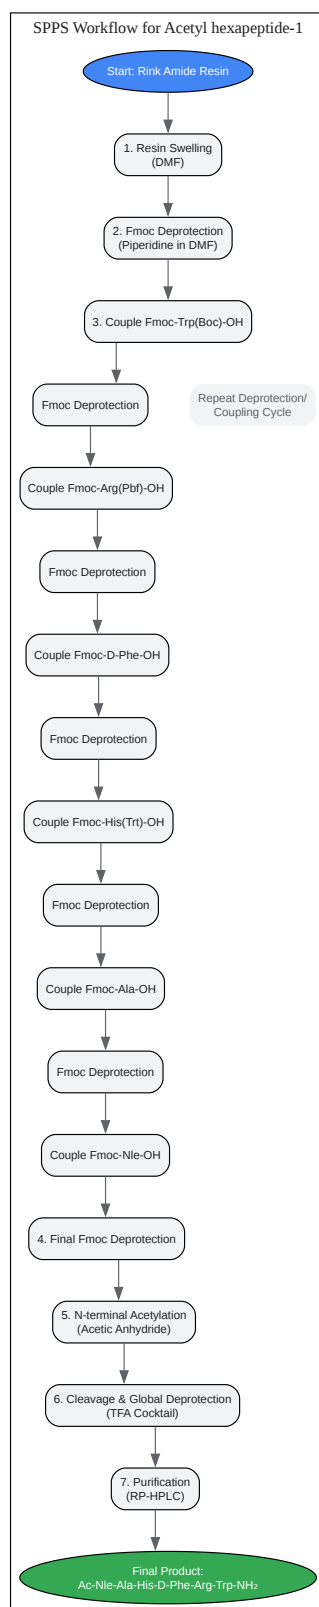 SPPS Workflow for Acetyl hexapeptide-1
Start: Rink Amide Resin
1. Resin Swelling
(DMF)
2. Fmoc Deprotection
(Piperidine in DMF)
3. Couple Fmoc-Trp(Boc)-OH
Fmoc Deprotection
Repeat Deprotection/
Coupling Cycle
Couple Fmoc-Arg(Pbf)-OH
Fmoc Deprotection
Couple Fmoc-D-Phe-OH
Fmoc Deprotection
Couple Fmoc-His(Trt)-OH
Fmoc Deprotection
Couple Fmoc-Ala-OH
Fmoc Deprotection
Couple Fmoc-Nle-OH
4. Final Fmoc Deprotection
5. N-terminal Acetylation
(Acetic Anhydride)
6. Cleavage & Global Deprotection
(TFA Cocktail)
7. Purification
(RP-HPLC)
Final Product:
Ac-Nle-Ala-His-D-Phe-Arg-Trp-NH₂